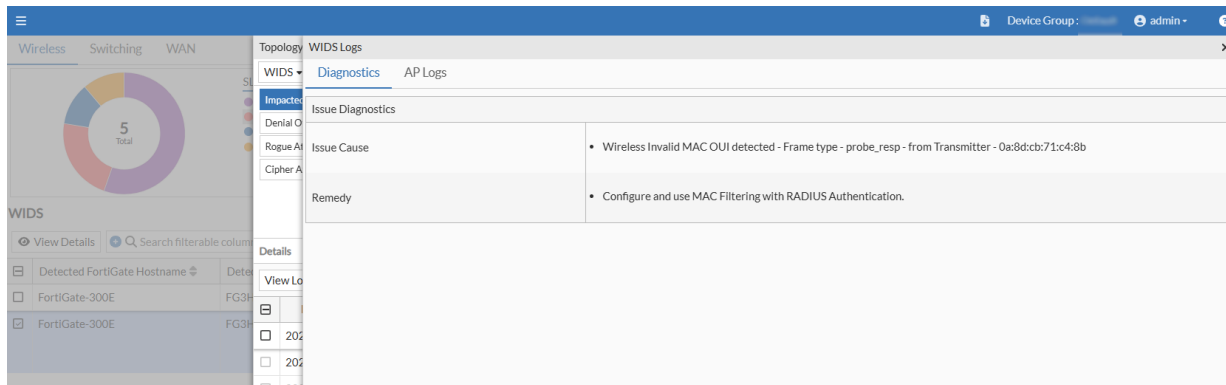 Device Group :
admin
Wireless Switching WAN
5
Total
SL
WIDS
View Details
Search filterable colum
Detected FortiGate Hostname Dete
FortiGate-300E FG3H
FortiGate-300E FG3H
Topology
WIDS
Impacted
Denial O
Rogue A
Cipher A
Details
View Lo
202
202
WIDS Logs
Diagnostics AP Logs
Issue Diagnostics
Issue Cause
• Wireless Invalid MAC OUI detected - Frame type - probe_resp - from Transmitter - 0a:8d:cb:71:c4:8b
Remedy
• Configure and use MAC Filtering with RADIUS Authentication.